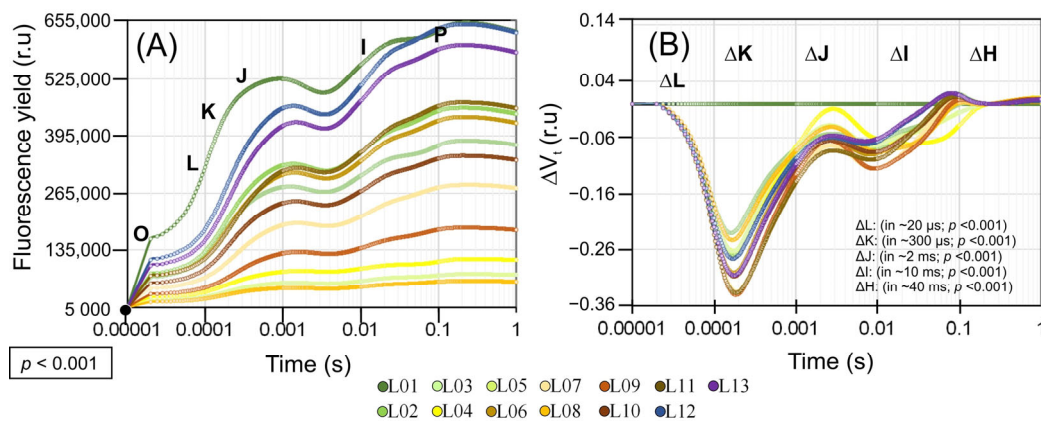 (A)
Fluorescence yield (r.u)
655,000
525,000
395,000
265,000
135,000
5 000
O
L
K
J
I
P
0.00001
0.0001
0.001
0.01
0.1
1
Time (s)
p < 0.001
(B)
ΔVt (r.u)
0.14
0.04
−0.06
−0.16
−0.26
−0.36
ΔL
ΔK
ΔJ
ΔI
ΔH
ΔL: (in ~20 μs; p <0.001)
ΔK: (in ~300 μs; p <0.001)
ΔJ: (in ~2 ms; p <0.001)
ΔI: (in ~10 ms; p <0.001)
ΔH: (in ~40 ms; p <0.001)
0.00001
0.0001
0.001
0.01
0.1
1
Time (s)
L01 L03 L05 L07 L09 L11 L13
L02 L04 L06 L08 L10 L12